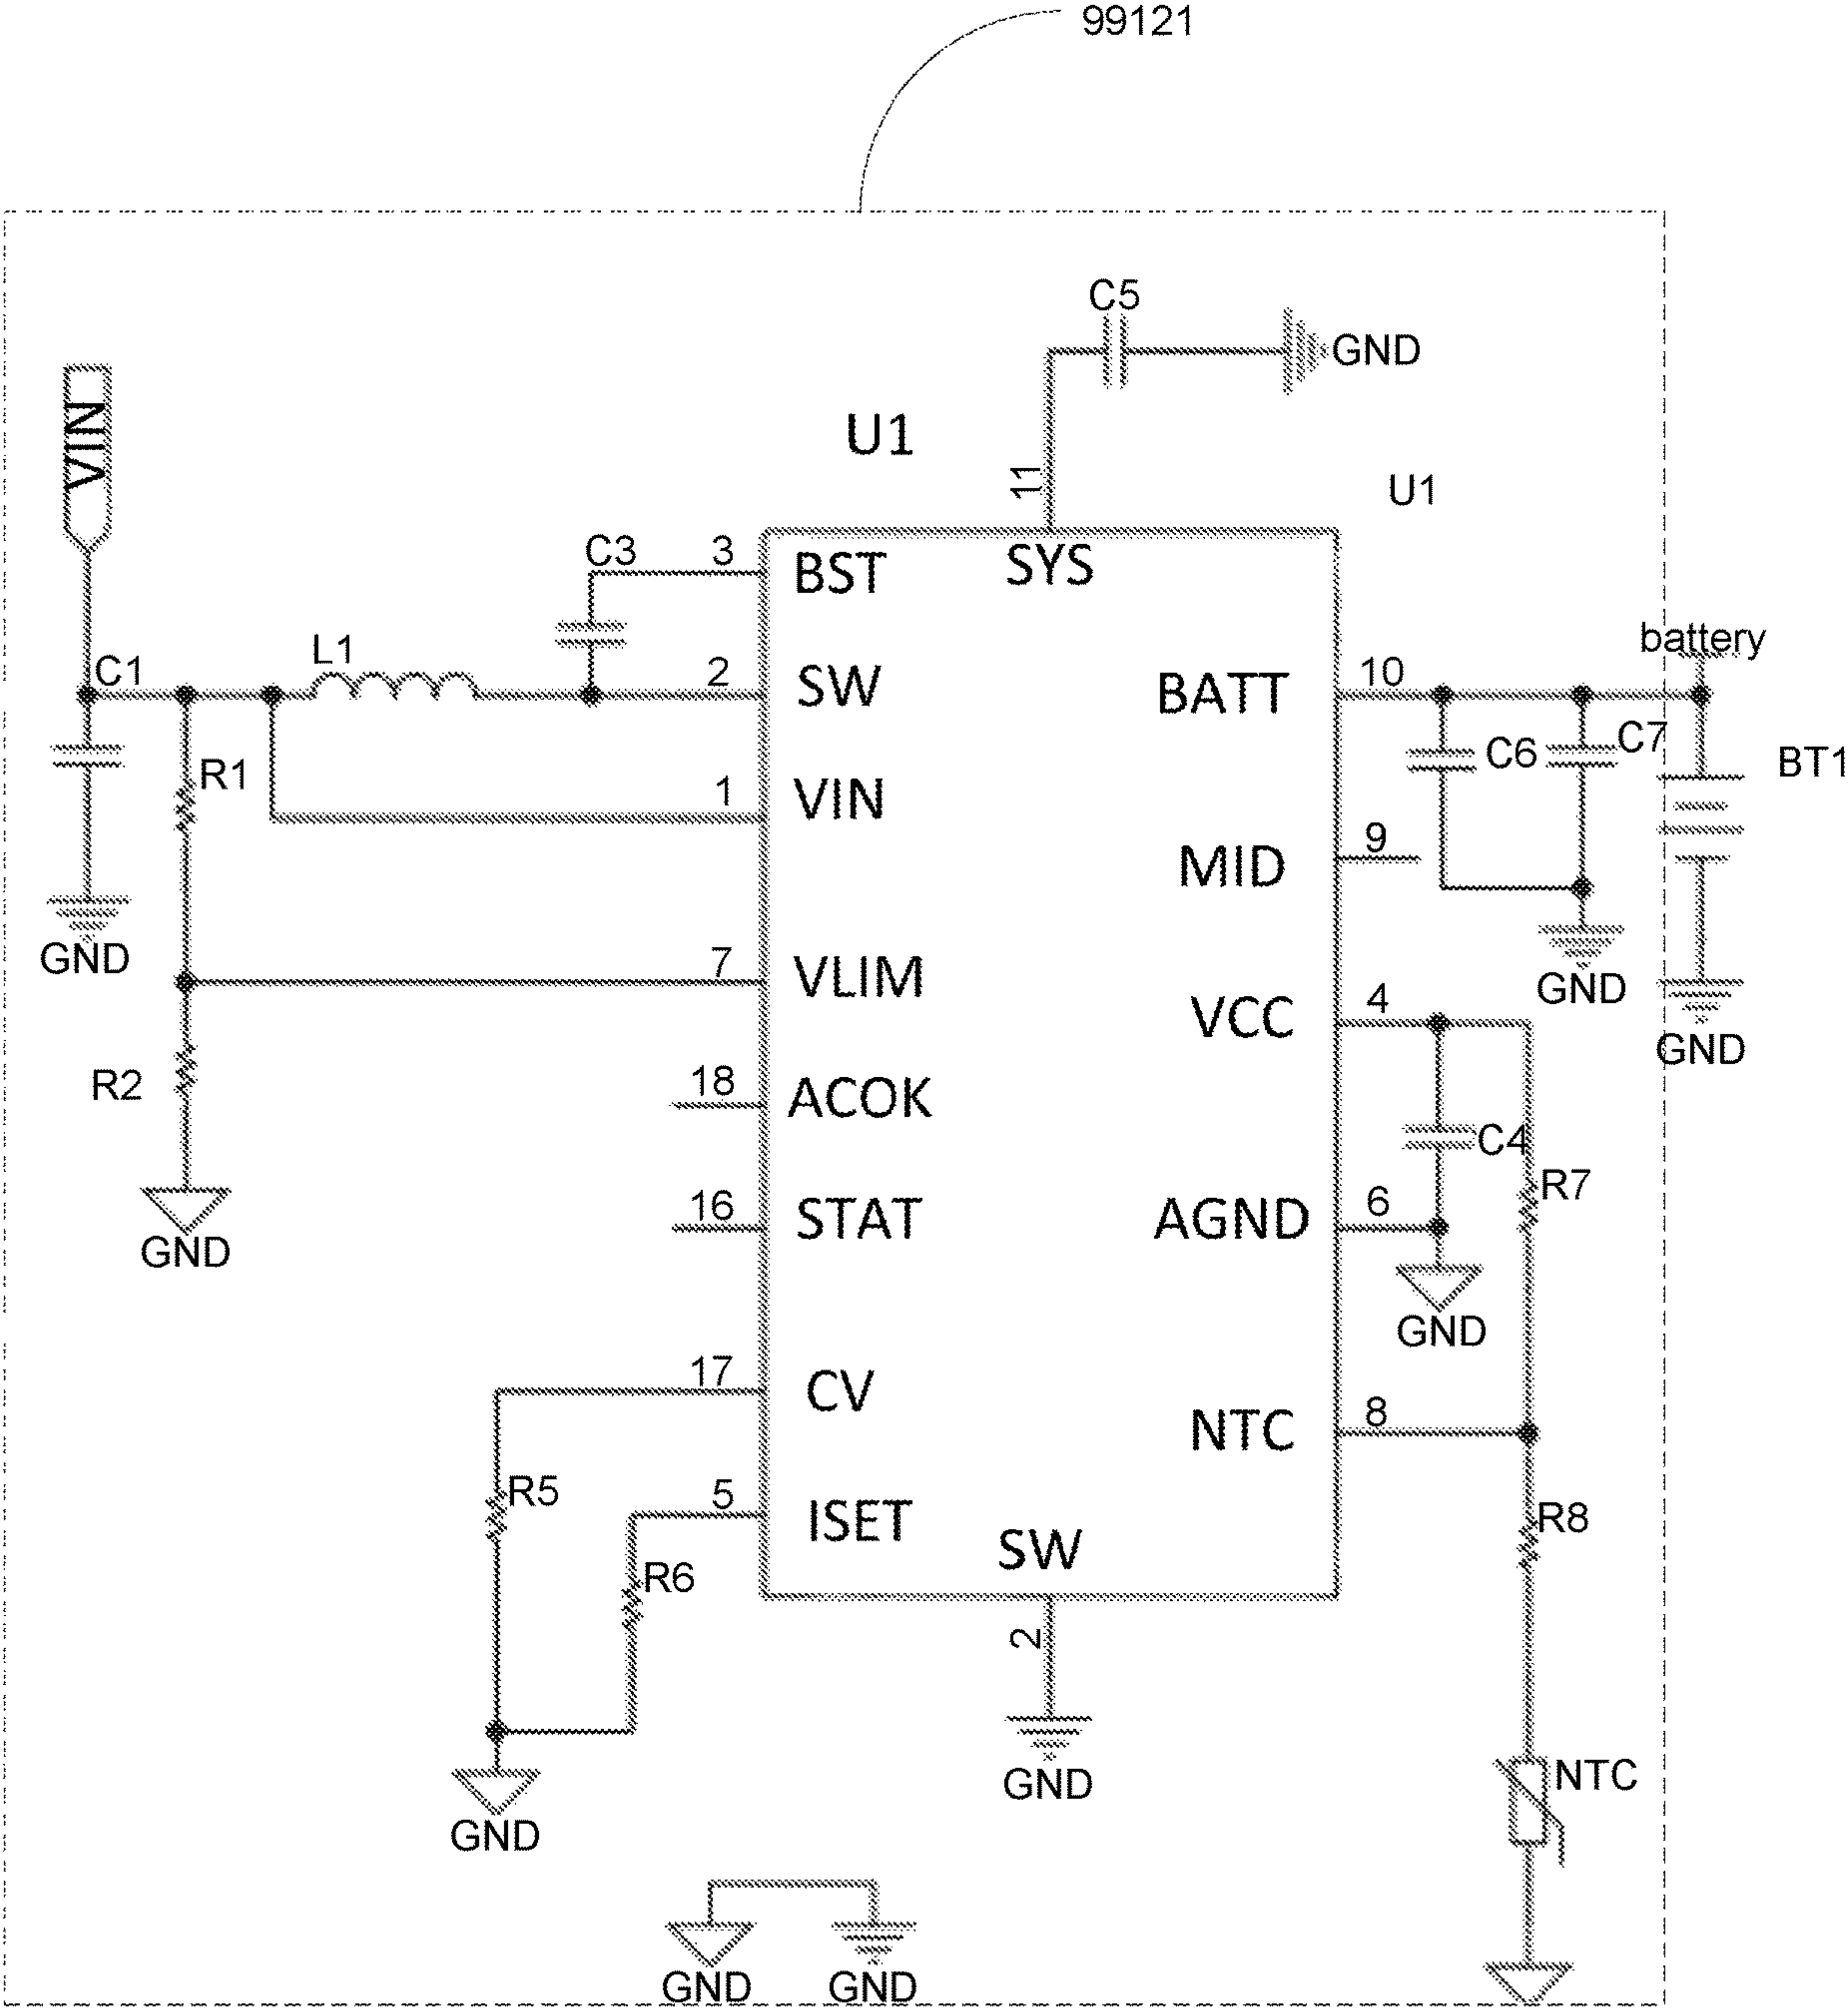 99121
C5
GND
VIN
U1
11
U1
C3
3
BST
SYS
battery
C1
L1
2
SW
BATT
10
R1
1
VIN
C6
C7
BT1
MID
9
GND
7
VLIM
VCC
4
GND
GND
R2
18
ACOK
C4
R7
GND
16
STAT
AGND
6
GND
17
CV
NTC
8
R5
5
ISET
SW
R8
R6
2
GND
NTC
GND
GND
GND